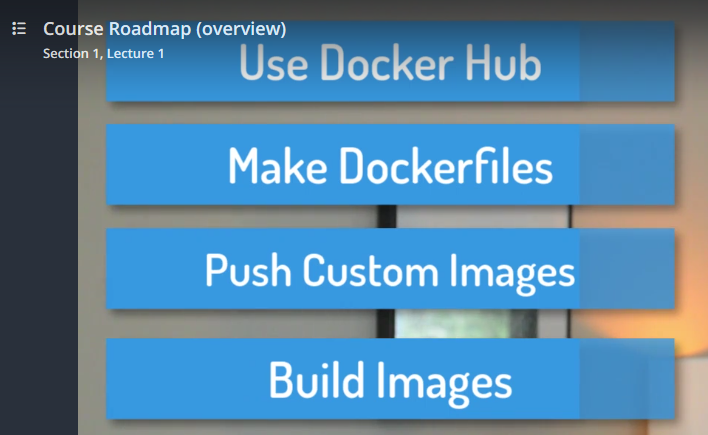 Course Roadmap (overview)
Section 1, Lecture 1
Use Docker Hub
Make Dockerfiles
Push Custom Images
Build Images